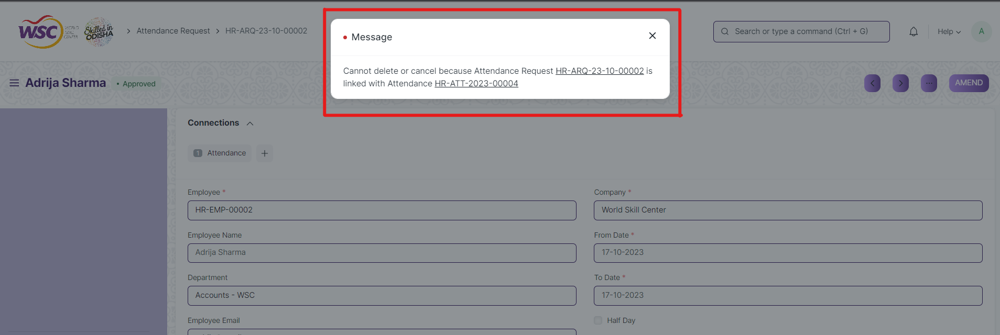 WSC
WORLD
SKILL
CENTER
Skilled in
ODISHA
Attendance Request
HR-ARQ-23-10-00002
Message
Cannot delete or cancel because Attendance Request HR-ARQ-23-10-00002 is
linked with Attendance HR-ATT-2023-00004
Search or type a command (Ctrl + G)
Help
A
Adrija Sharma
Approved
AMEND
Connections
1 Attendance
Employee *
HR-EMP-00002
Company *
World Skill Center
Employee Name
Adrija Sharma
From Date *
17-10-2023
Department
Accounts - WSC
To Date *
17-10-2023
Employee Email
Half Day